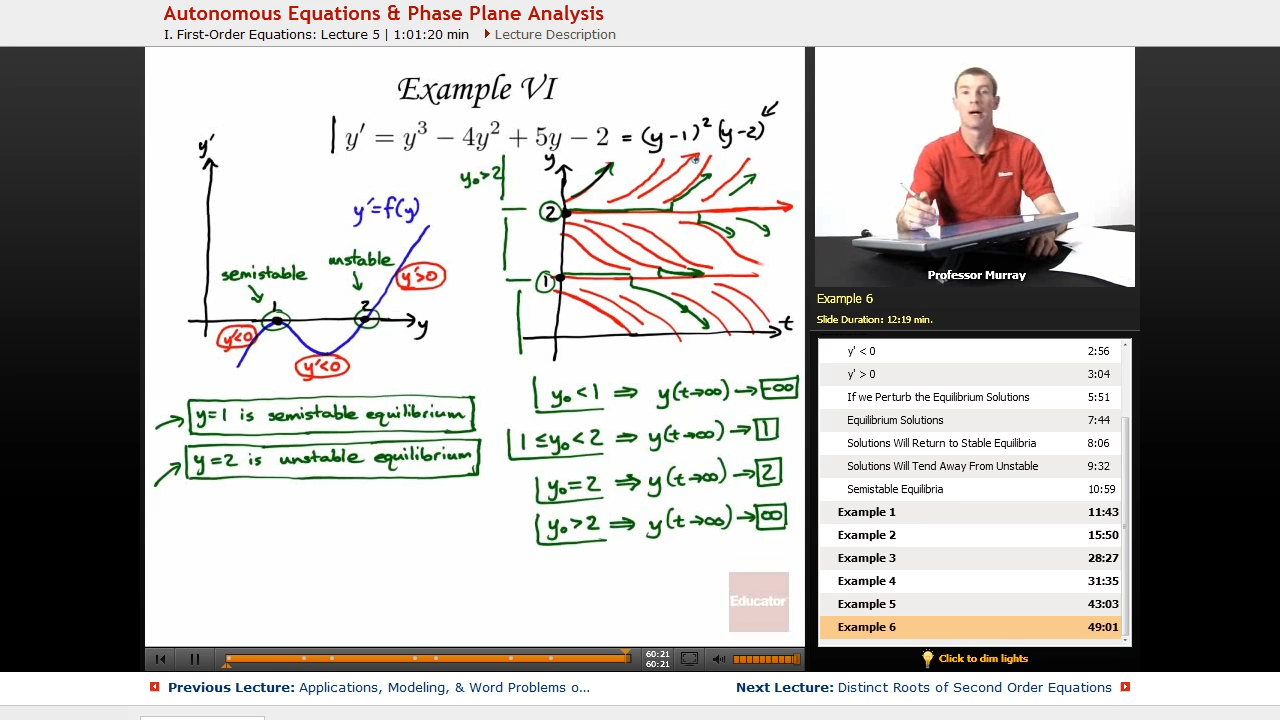 Autonomous Equations & Phase Plane Analysis
I. First-Order Equations: Lecture 5 | 1:01:20 min
Lecture Description
Example VI
y′ = y³ − 4y² + 5y − 2 = (y-1)² (y-2)
y'
y'=f(y)
semistable
unstable
1
2
y
y'<0
y'<0
y'>0
y₀>2
y
2
1
t
y=1 is semistable equilibrium
y=2 is unstable equilibrium
y₀<1 ⇒ y(t→∞)→ -∞
1≤y₀<2 ⇒ y(t→∞)→ 1
y₀=2 ⇒ y(t→∞)→ 2
y₀>2 ⇒ y(t→∞)→ ∞
Educator
60:21
60:21
Professor Murray
Example 6
Slide Duration: 12:19 min.
y' < 0 2:56
y' > 0 3:04
If we Perturb the Equilibrium Solutions 5:51
Equilibrium Solutions 7:44
Solutions Will Return to Stable Equilibria 8:06
Solutions Will Tend Away From Unstable 9:32
Semistable Equilibria 10:59
Example 1 11:43
Example 2 15:50
Example 3 28:27
Example 4 31:35
Example 5 43:03
Example 6 49:01
Click to dim lights
Previous Lecture: Applications, Modeling, & Word Problems o...
Next Lecture: Distinct Roots of Second Order Equations